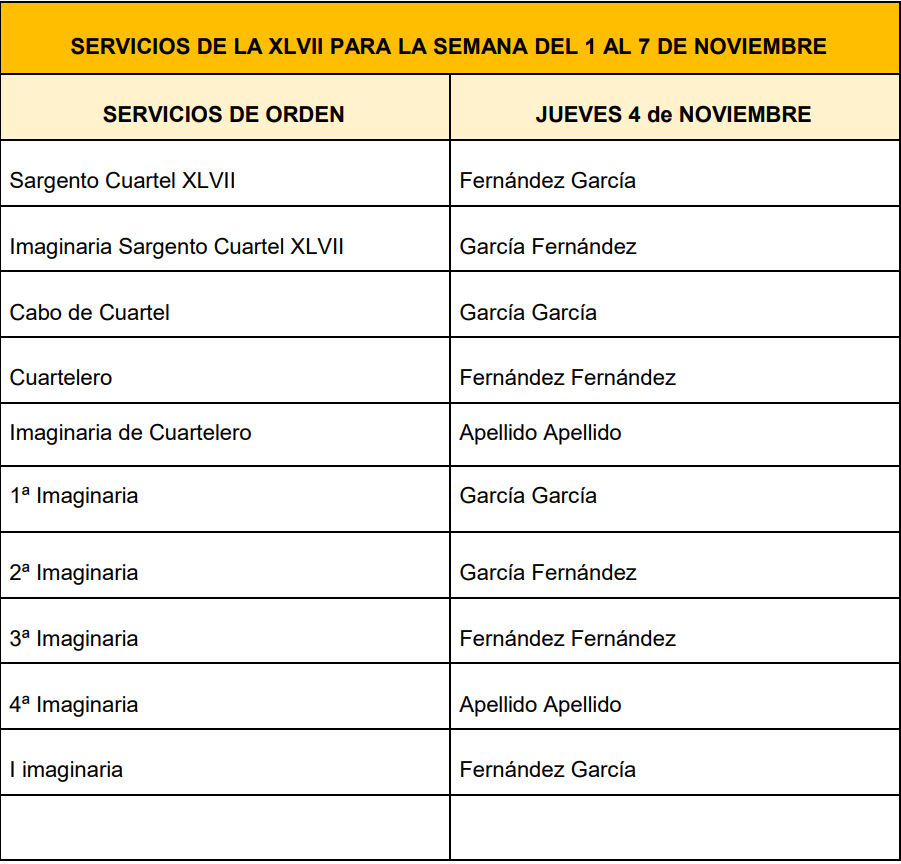 SERVICIOS DE LA XLVII PARA LA SEMANA DEL 1 AL 7 DE NOVIEMBRE
SERVICIOS DE ORDEN JUEVES 4 de NOVIEMBRE
Sargento Cuartel XLVII Fernández García
Imaginaria Sargento Cuartel XLVII García Fernández
Cabo de Cuartel García García
Cuartelero Fernández Fernández
Imaginaria de Cuartelero Apellido Apellido
1ª Imaginaria García García
2ª Imaginaria García Fernández
3ª Imaginaria Fernández Fernández
4ª Imaginaria Apellido Apellido
I imaginaria Fernández García